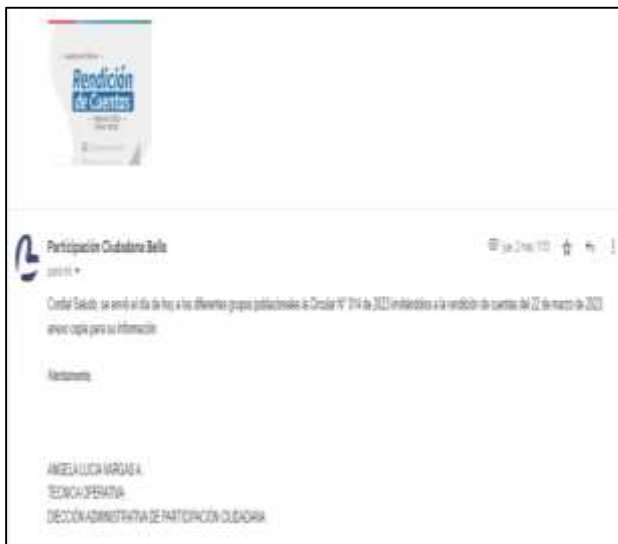 Rendición
de Cuentas
Participación Ciudadana Bello
para mí
Cordial Saludo, se envió el día de hoy a los diferentes grupos poblacionales la Circular N° 014 de 2023 invitándolos a la rendición de cuentas del 22 de marzo de 2023
anexo copia para su información
Atentamente
ANGELA LUCIA VARGAS A.
TECNICA OPERATIVA
DIRECCIÓN ADMINISTRATIVA DE PARTICIPACIÓN CIUDADANA